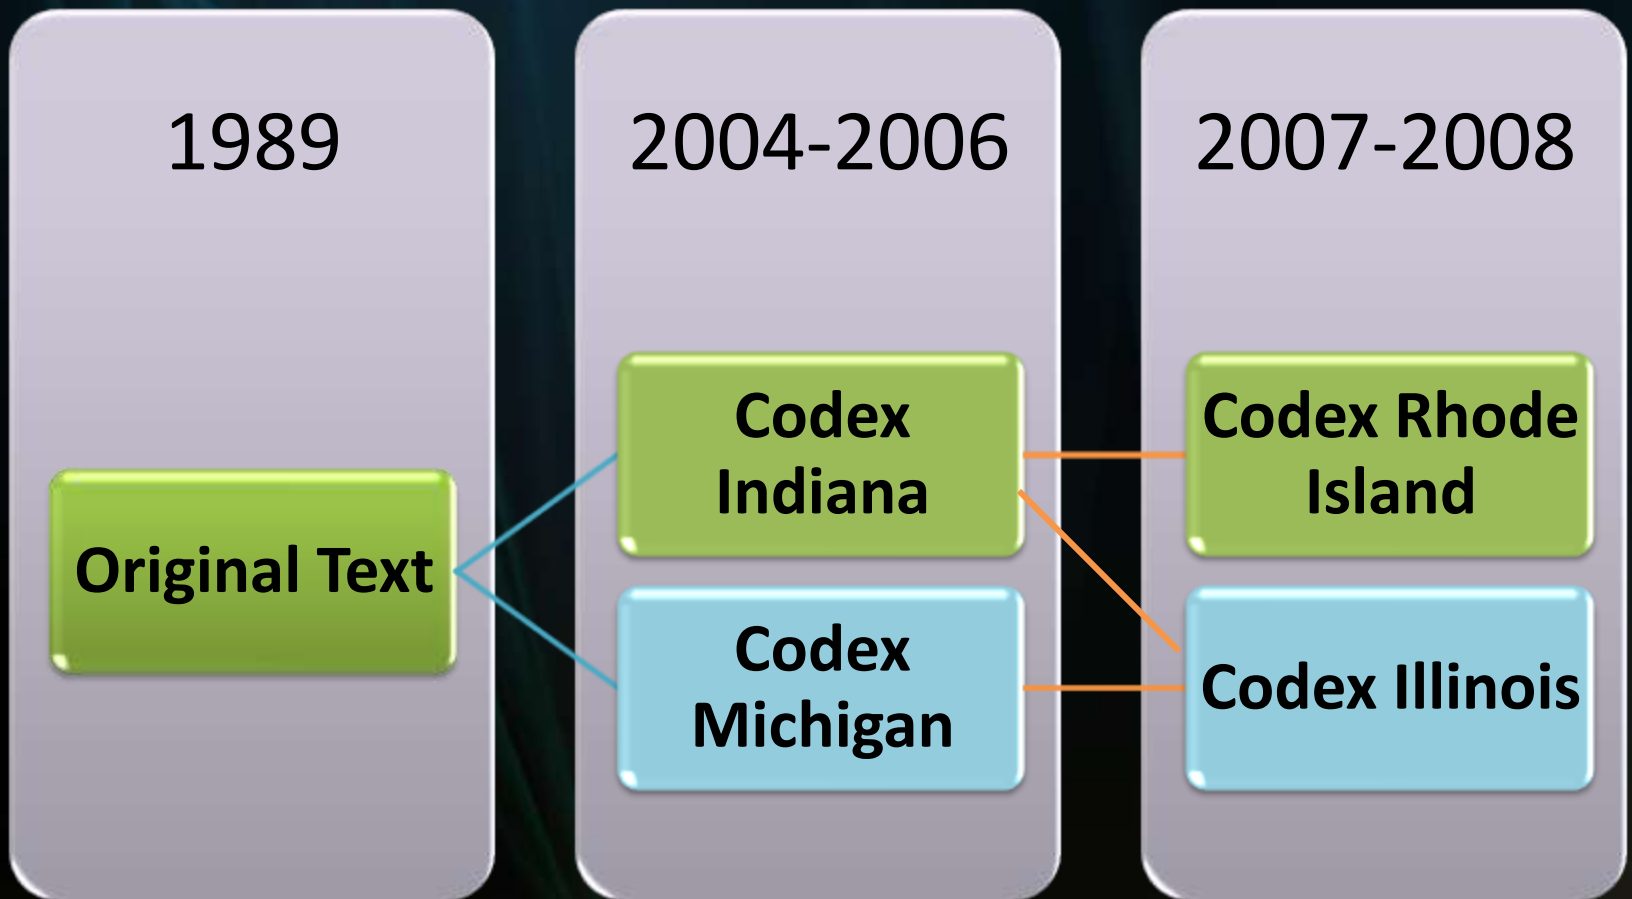 1989
Original Text
2004-2006
Codex
Indiana
Codex
Michigan
2007-2008
Codex Rhode
Island
Codex Illinois